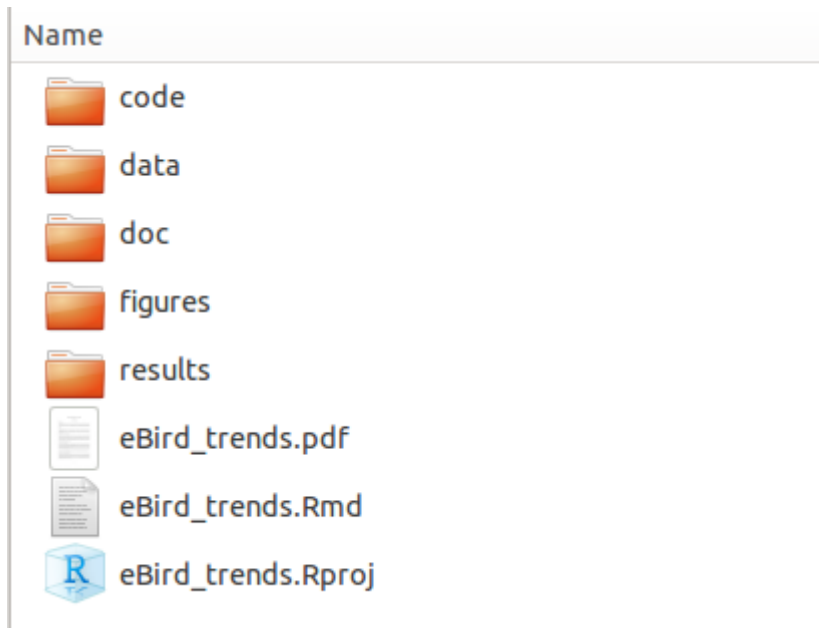 Name
code
data
doc
figures
results
eBird_trends.pdf
eBird_trends.Rmd
R eBird_trends.Rproj